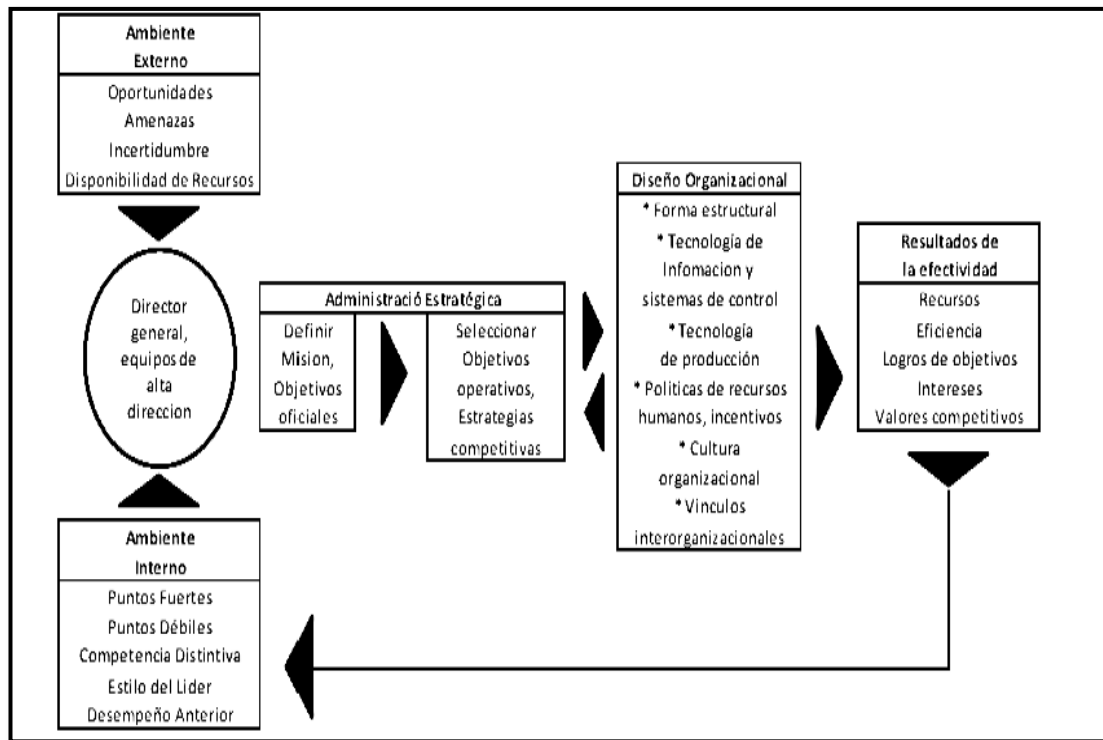 Ambiente
Externo
Oportunidades
Amenazas
Incertidumbre
Disponibilidad de Recursos
Director
general,
equipos de
alta
direccion
Ambiente
Interno
Puntos Fuertes
Puntos Débiles
Competencia Distintiva
Estilo del Lider
Desempeño Anterior
Administració Estratégica
Definir
Mision,
Objetivos
oficiales
Seleccionar
Objetivos
operativos,
Estrategias
competitivas
Diseño Organizacional
* Forma estructural
* Tecnología de
Infomacion y
sistemas de control
* Tecnología
de producción
* Politicas de recursos
humanos, incentivos
* Cultura
organizacional
* Vinculos
interorganizacionales
Resultados de
la efectividad
Recursos
Eficiencia
Logros de objetivos
Intereses
Valores competitivos